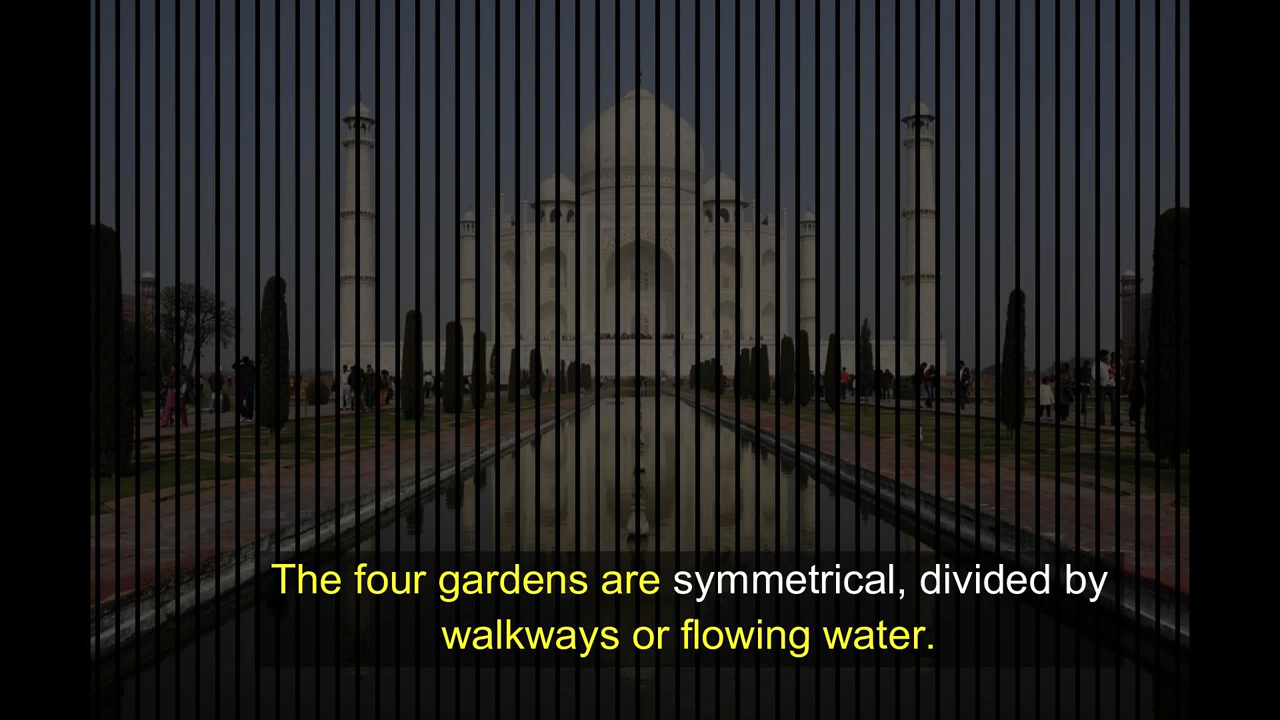 The four gardens are symmetrical, divided by
walkways or flowing water.